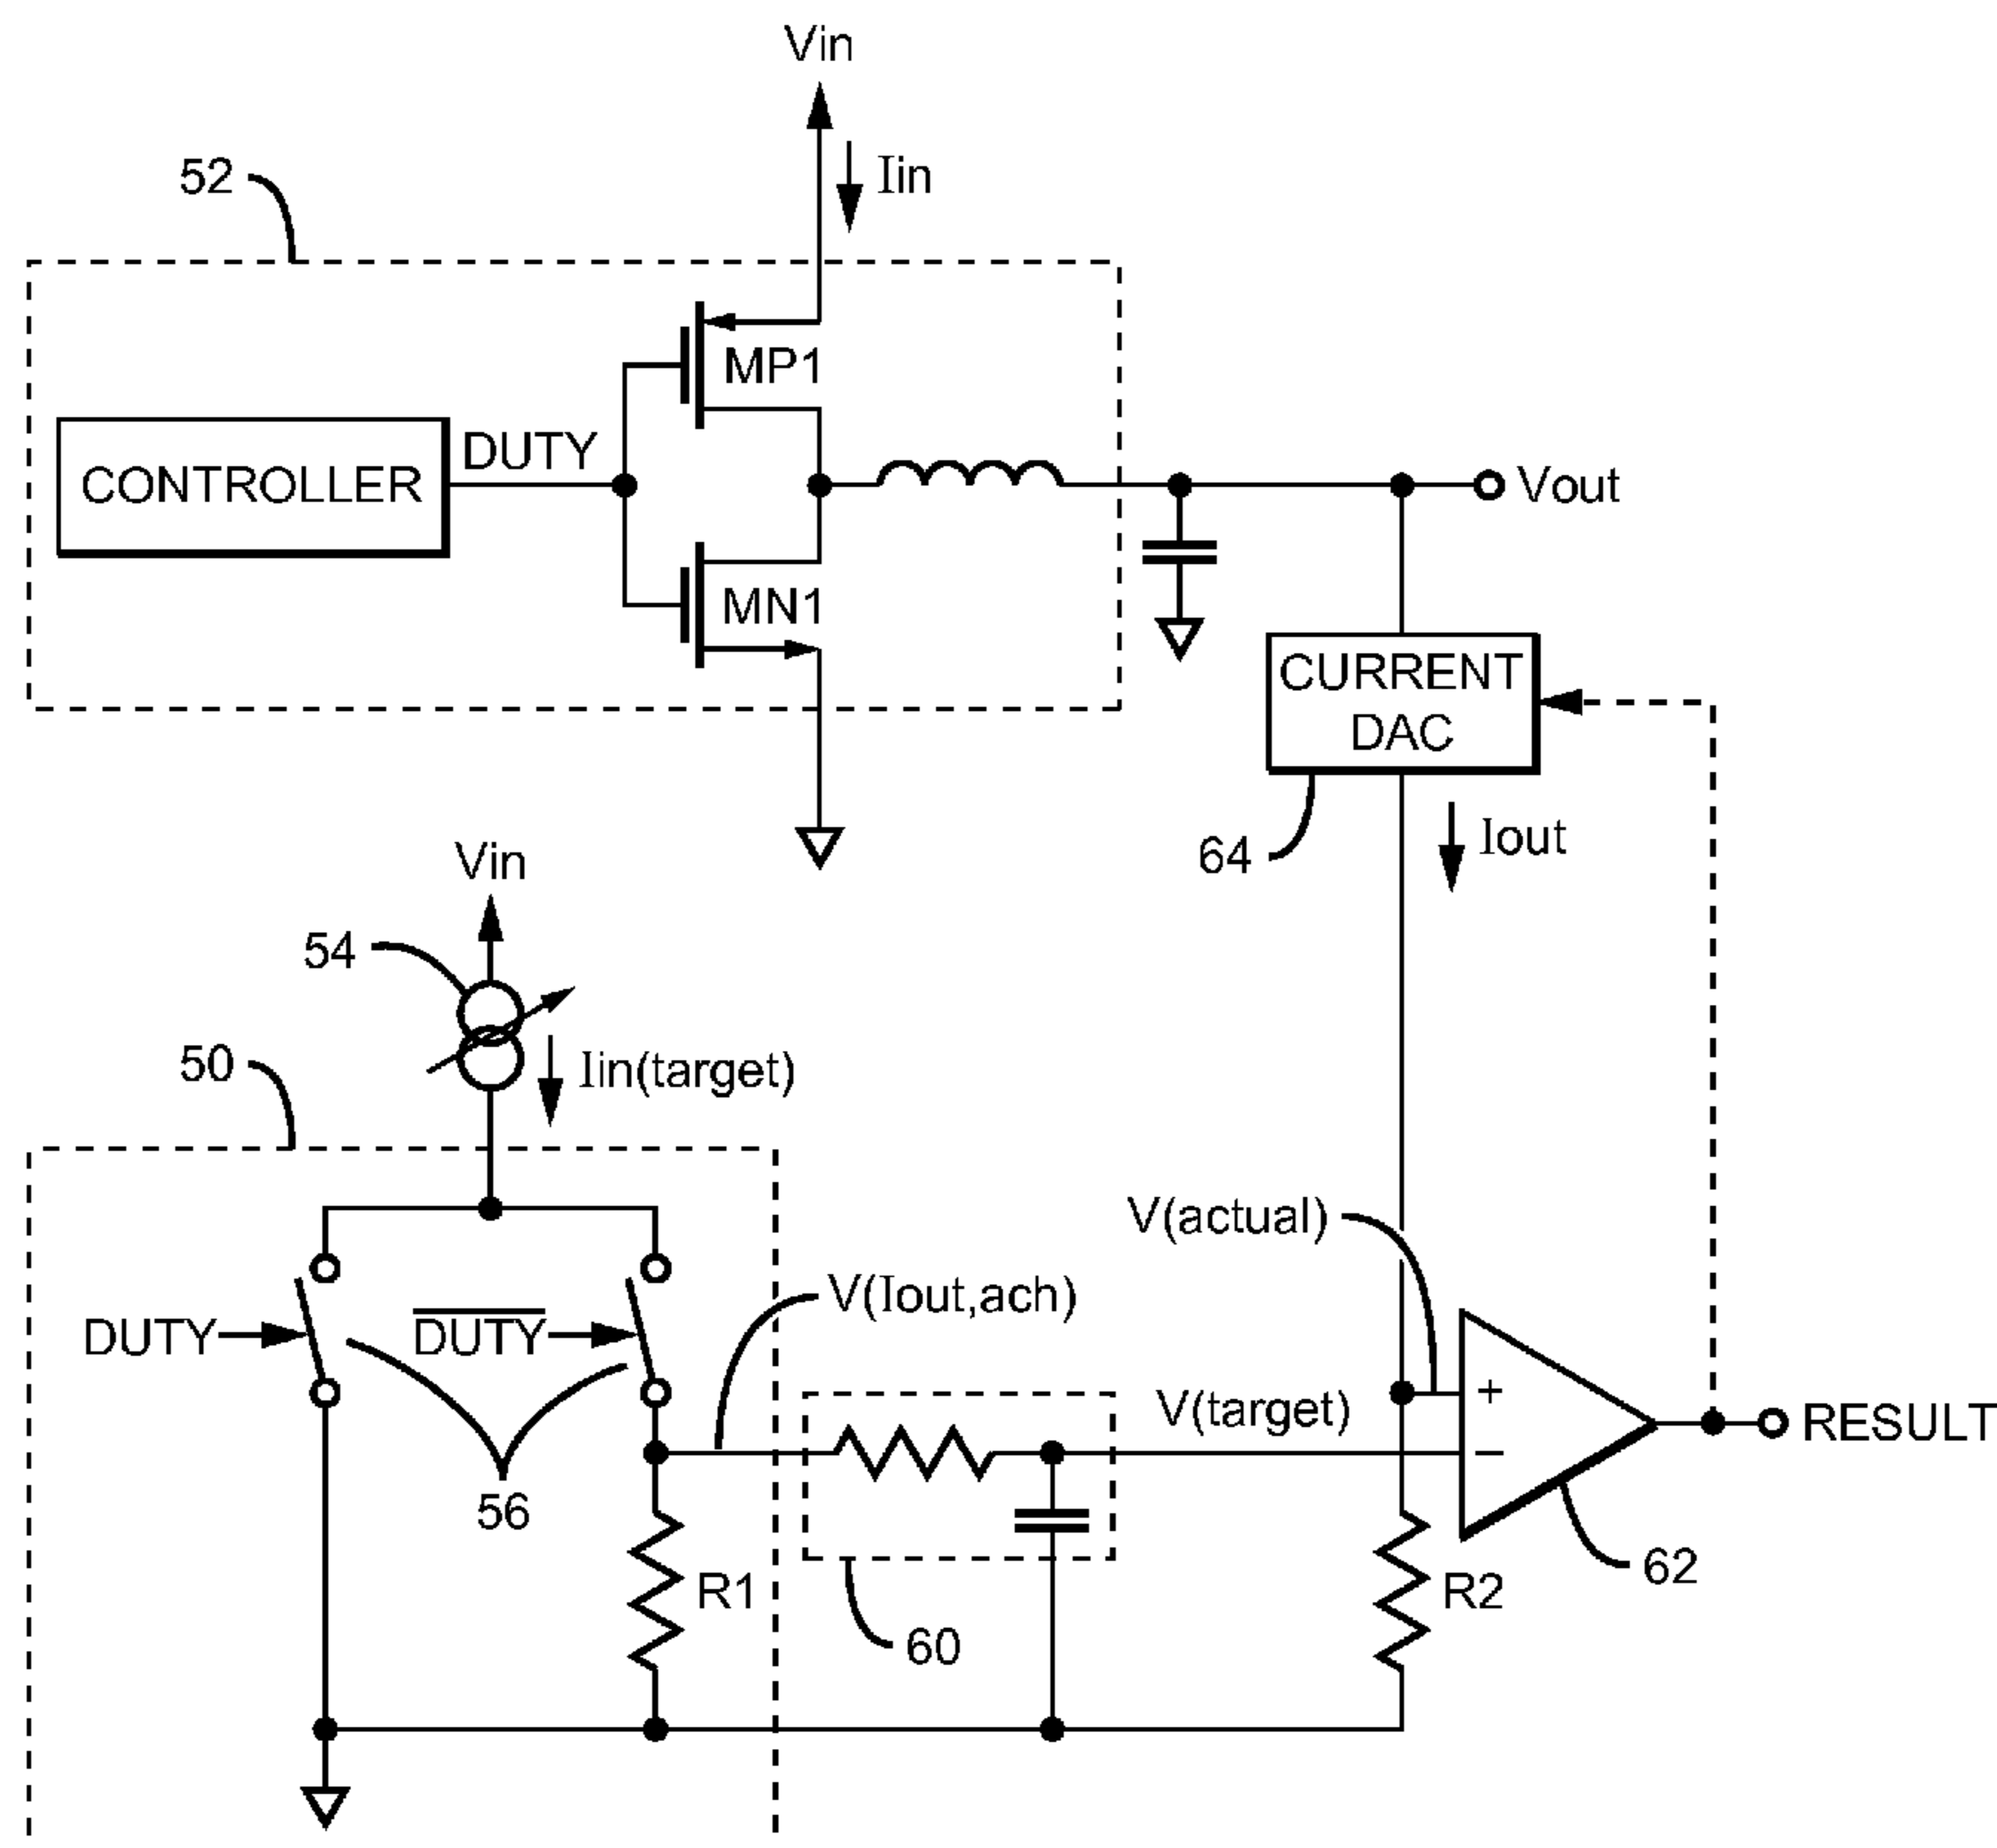 Vin
52
Iin
MP1
DUTY
CONTROLLER
Vout
MN1
CURRENT
DAC
64
Iout
Vin
54
50
Iin(target)
V(actual)
V(Iout,ach)
DUTY
DUTY
V(target)
+
−
RESULT
56
R1
60
R2
62